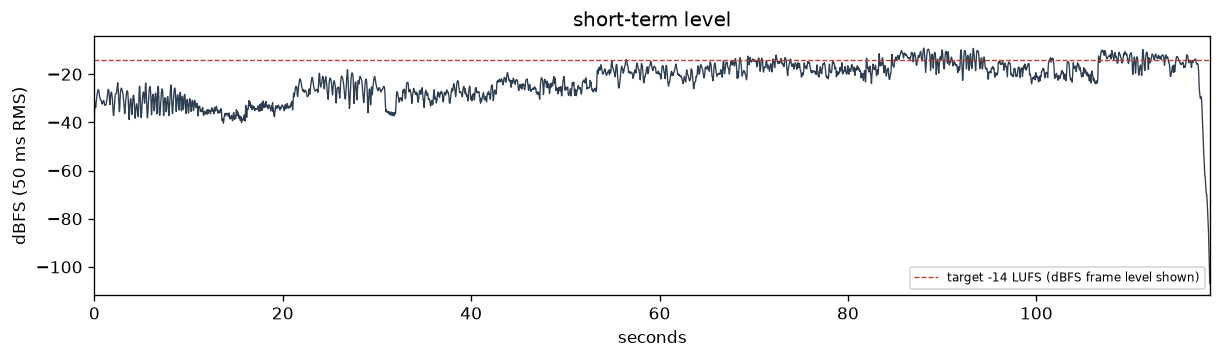 short-term level
dBFS (50 ms RMS)
−20
−40
−60
−80
−100
target -14 LUFS (dBFS frame level shown)
0 20 40 60 80 100
seconds